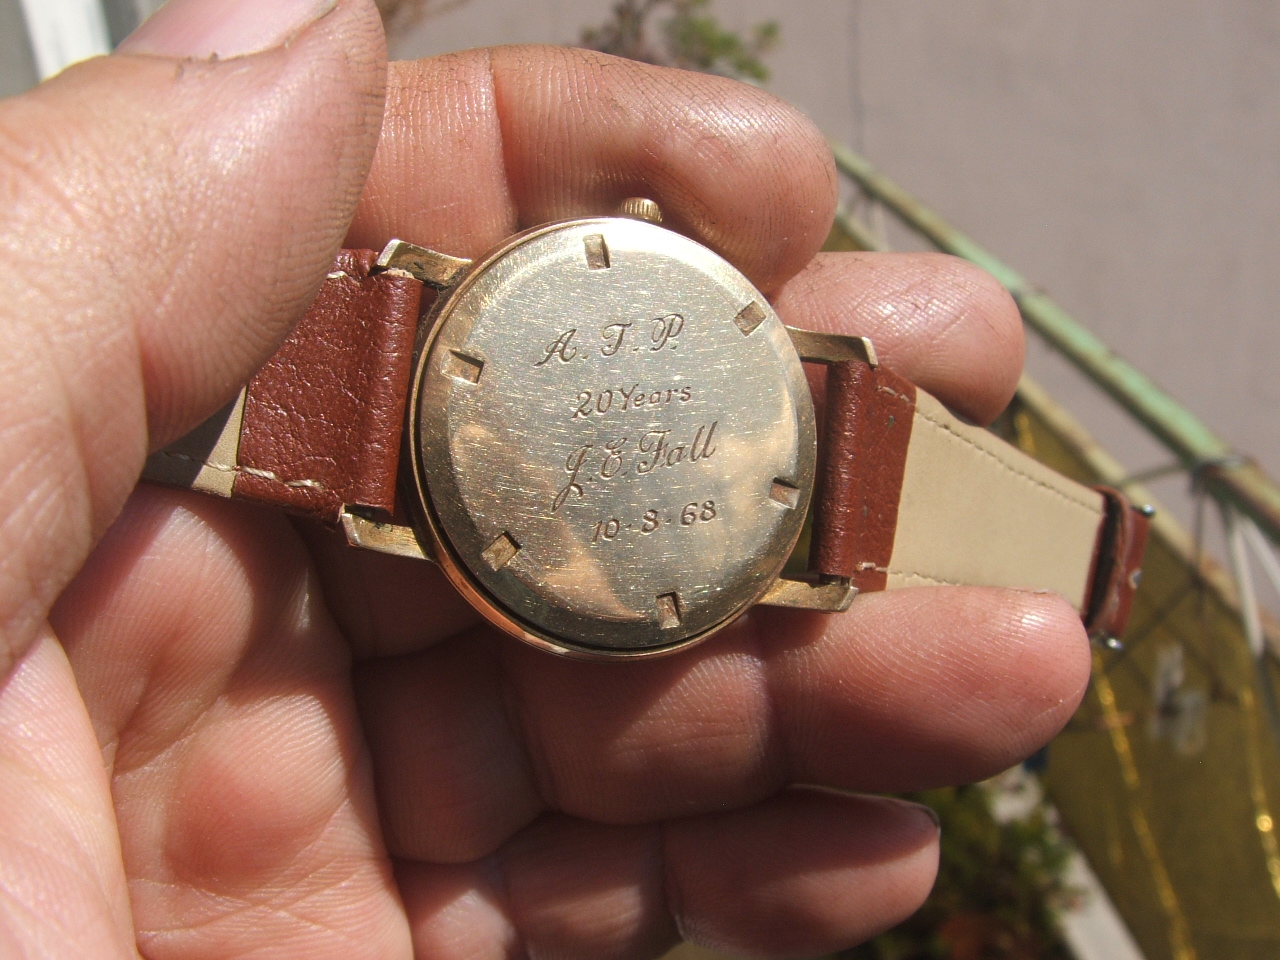 A. T. P.
20 Years
J. E. Fall
10-8-68